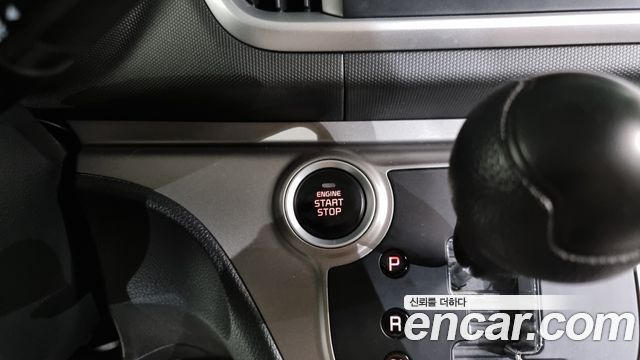 ENGINE
START
STOP
P
신뢰를 더하다
R
encar.com